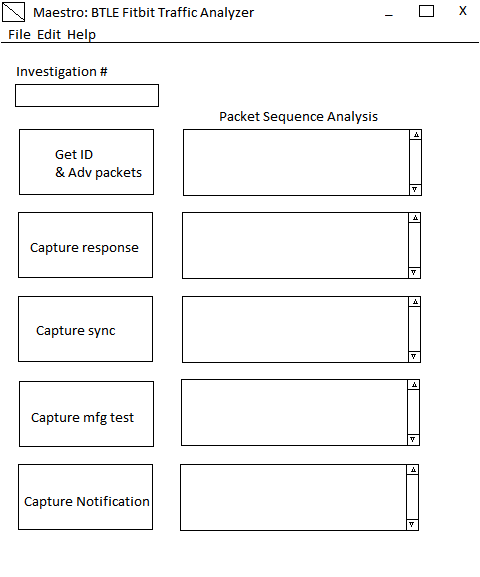 Maestro: BTLE Fitbit Traffic Analyzer _ X
File Edit Help
Investigation #
Packet Sequence Analysis
Get ID
& Adv packets
Capture response
Capture sync
Capture mfg test
Capture Notification